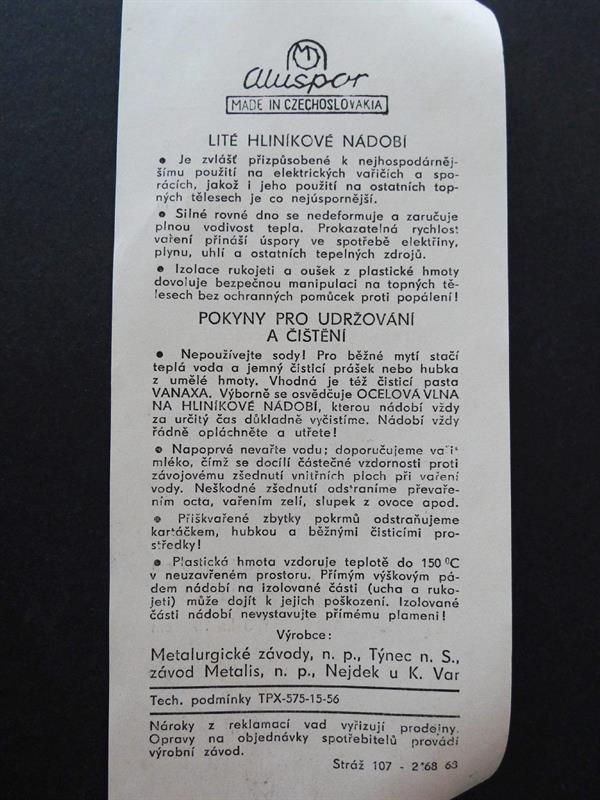 MT
aluspor
MADE IN CZECHOSLOVAKIA
LITÉ HLINÍKOVÉ NÁDOBÍ
● Je zvlášť přizpůsobené k nejhospodárněj-
šímu použití na elektrických vařičích a spo-
rácích, jakož i jeho použití na ostatních top-
ných tělesech je co nejúspornější.
● Silné rovné dno se nedeformuje a zaručuje
plnou vodivost tepla. Prokazatelná rychlost
vaření přináší úspory ve spotřebě elektřiny,
plynu, uhlí a ostatních tepelných zdrojů.
● Izolace rukojeti a oušek z plastické hmoty
dovoluje bezpečnou manipulaci na topných tě-
lesech bez ochranných pomůcek proti popálení!
POKYNY PRO UDRŽOVÁNÍ
A ČIŠTĚNÍ
● Nepoužívejte sody! Pro běžné mytí stačí
teplá voda a jemný čisticí prášek nebo hubka
z umělé hmoty. Vhodná je též čisticí pasta
VANAXA. Výborně se osvědčuje OCELOVÁ VLNA
NA HLINÍKOVÉ NÁDOBÍ, kterou nádobí vždy
za určitý čas důkladně vyčistíme. Nádobí vždy
řádně opláchněte a utřete!
● Napoprvé nevařte vodu; doporučujeme
mléko, čímž se docílí částečné vzdornosti proti
závojovému zšednutí vnitřních ploch při vaření
vody. Neškodné zšednutí odstraníme převaře-
ním octa, vařením zelí, slupek z ovoce apod.
● Přiškvařené zbytky pokrmů odstraňujeme
kartáčkem, hubkou a běžnými čisticími pro-
středky!
● Plastická hmota vzdoruje teplotě do 150 ⁰C
v neuzavřeném prostoru. Přímým výškovým pá-
dem nádobí na izolované části (ucha a ruko-
jeti) může dojít k jejich poškození. Izolované
části nádobí nevystavujte přímému plameni!
Výrobce:
Metalurgické závody, n. p., Týnec n. S.,
závod Metalis, n. p., Nejdek u K. Var
Tech. podmínky TPX-575-15-56
Nároky z reklamací vad vyřizují prodejny.
Opravy na objednávky spotřebitelů provádí
výrobní závod.
Stráž 107 - 2*68 63